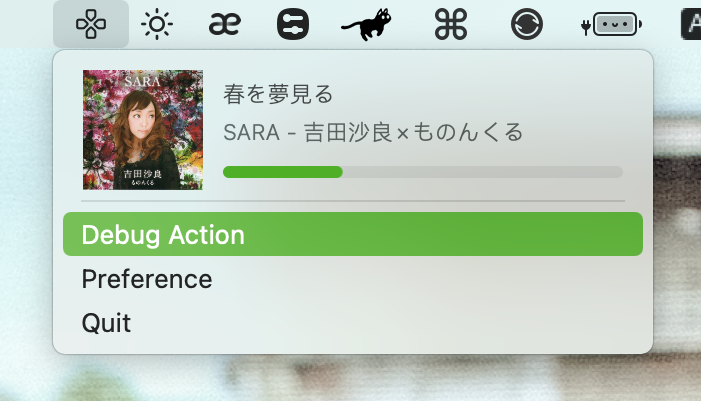 æ
A
SARA
吉田沙良
ものんくる
春を夢見る
SARA - 吉田沙良×ものんくる
Debug Action
Preference
Quit